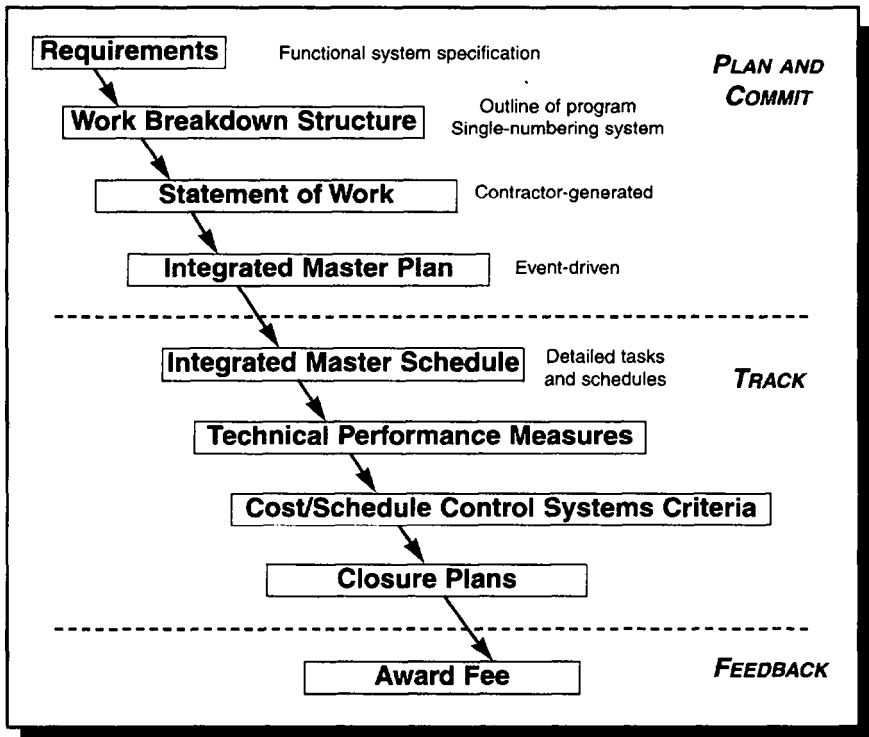 Requirements
Functional system specification
PLAN AND
COMMIT
Work Breakdown Structure
Outline of program
Single-numbering system
Statement of Work
Contractor-generated
Integrated Master Plan
Event-driven
Integrated Master Schedule
Detailed tasks
and schedules
TRACK
Technical Performance Measures
Cost/Schedule Control Systems Criteria
Closure Plans
Award Fee
FEEDBACK